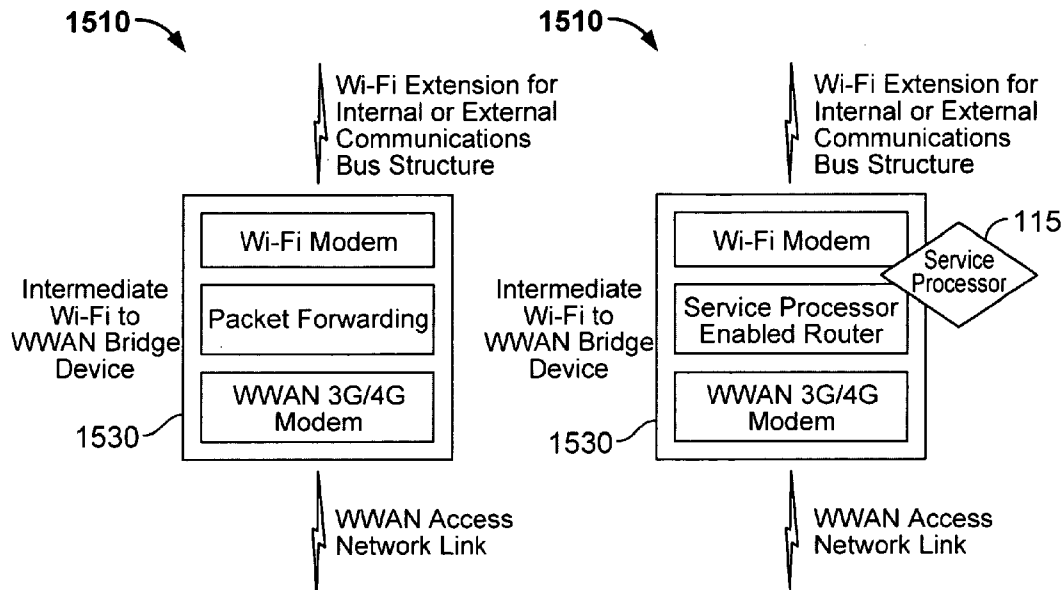 1510
Wi-Fi Extension for
Internal or External
Communications
Bus Structure
Wi-Fi Modem
Intermediate
Wi-Fi to
WWAN Bridge
Device
Packet Forwarding
WWAN 3G/4G
Modem
1530
WWAN Access
Network Link
1510
Wi-Fi Extension for
Internal or External
Communications
Bus Structure
115
Wi-Fi Modem
Service
Processor
Intermediate
Wi-Fi to
WWAN Bridge
Device
Service Processor
Enabled Router
WWAN 3G/4G
Modem
1530
WWAN Access
Network Link